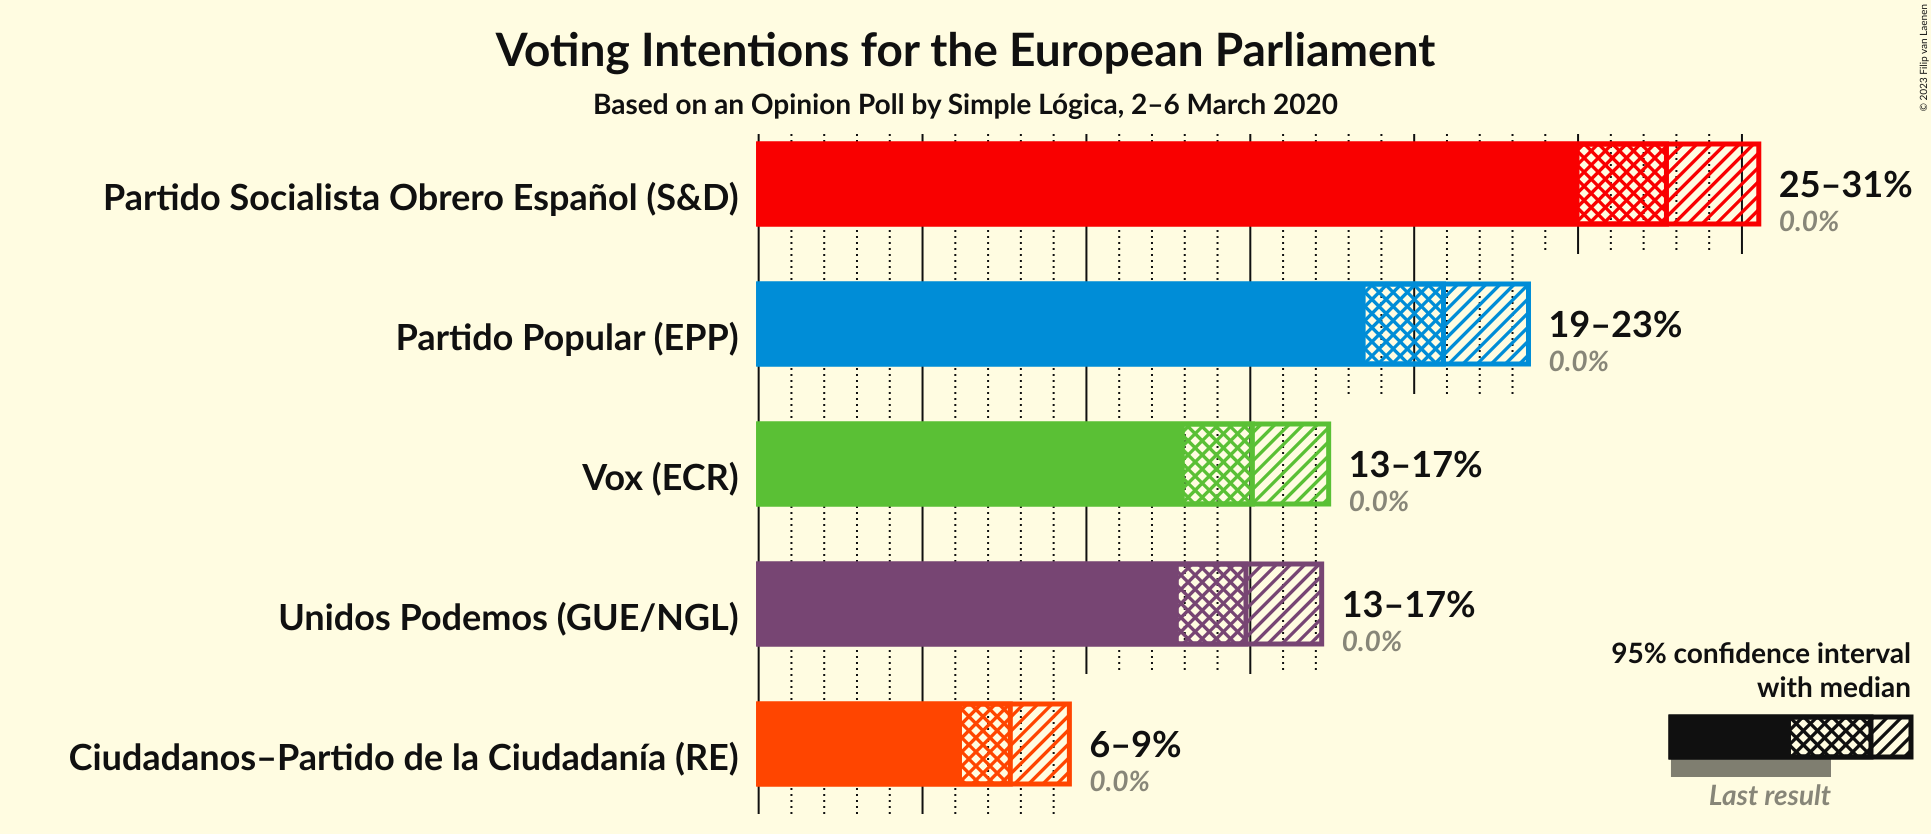 Voting Intentions for the European Parliament
Based on an Opinion Poll by Simple Lógica, 2–6 March 2020
© 2023 Filip van Laenen
Partido Socialista Obrero Español (S&D)
25–31%
0.0%
Partido Popular (EPP)
19–23%
0.0%
Vox (ECR)
13–17%
0.0%
Unidos Podemos (GUE/NGL)
13–17%
0.0%
Ciudadanos–Partido de la Ciudadanía (RE)
6–9%
0.0%
95% confidence interval
with median
Last result